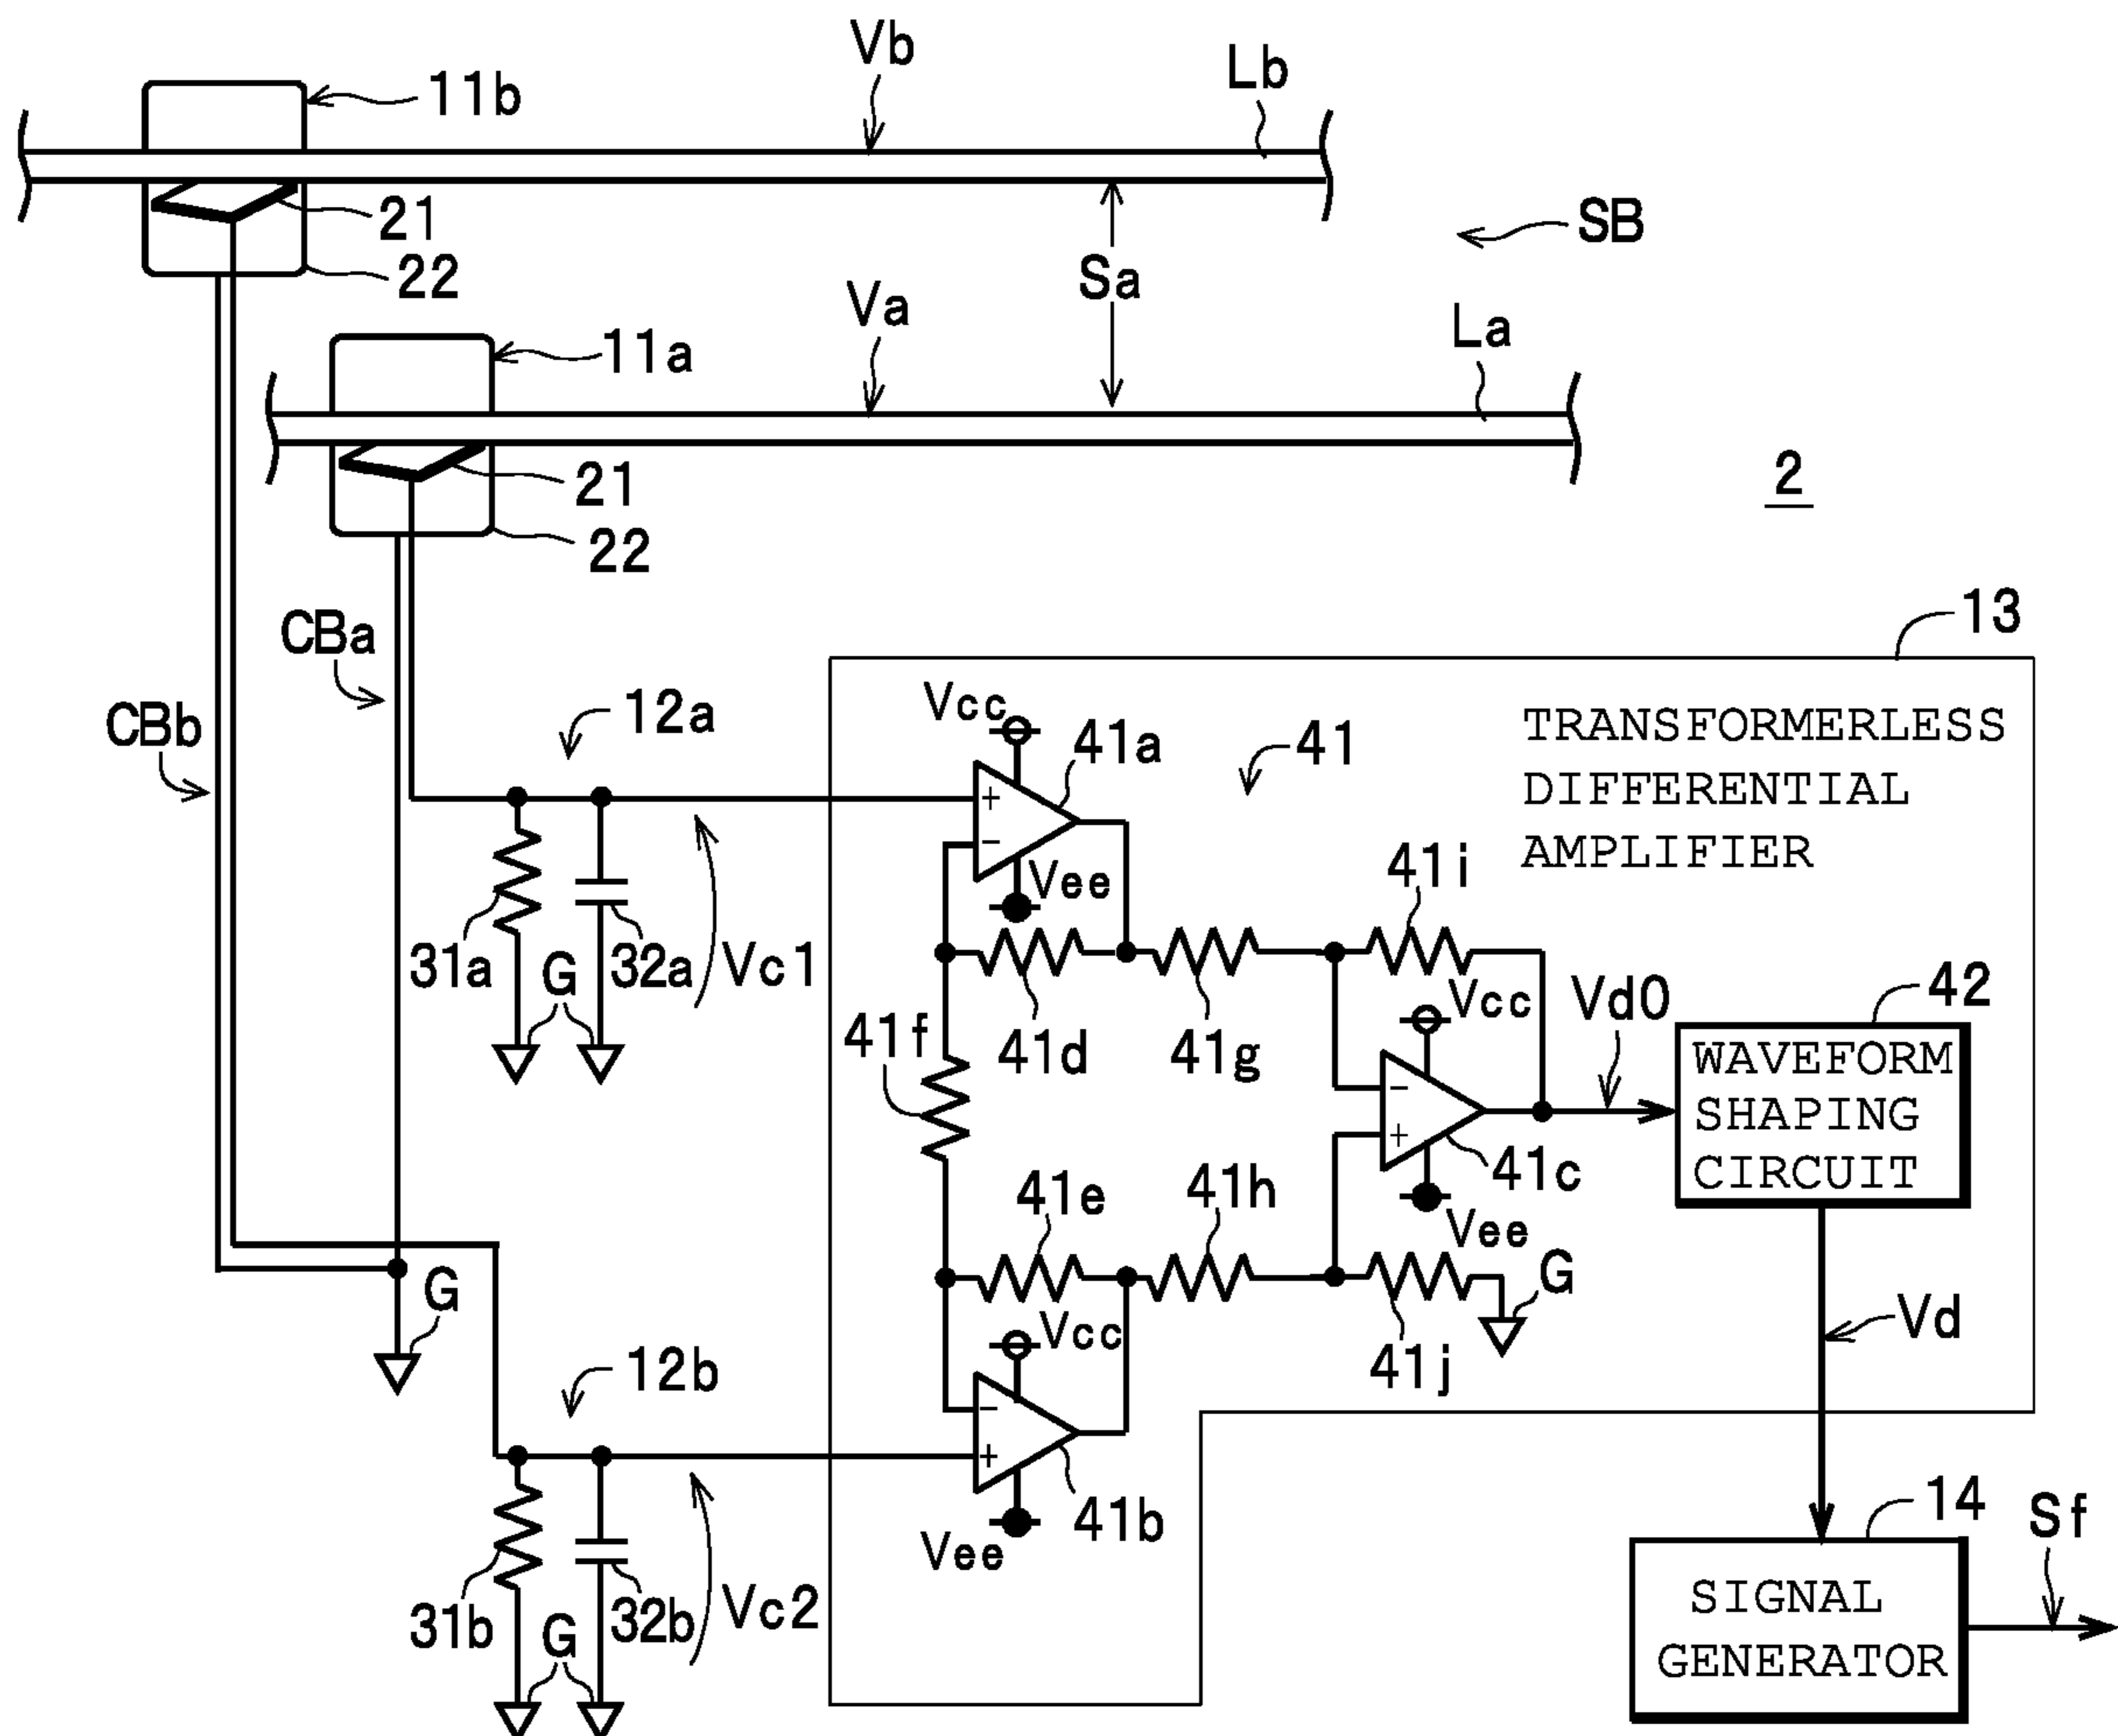 Vb
Lb
11b
21
22
SB
Sa
Va
La
11a
21
22
2
13
CBa
CBb
12a
Vcc
41a
41
TRANSFORMERLESS
DIFFERENTIAL
AMPLIFIER
+
−
Vee
41i
31a
G
32a
Vc1
41d
41g
41f
Vcc
Vd0
42
WAVEFORM
SHAPING
CIRCUIT
−
+
41c
Vee
41e
41h
G
G
Vcc
41j
Vd
12b
−
+
41b
Vee
31b
G
32b
Vc2
14
Sf
SIGNAL
GENERATOR